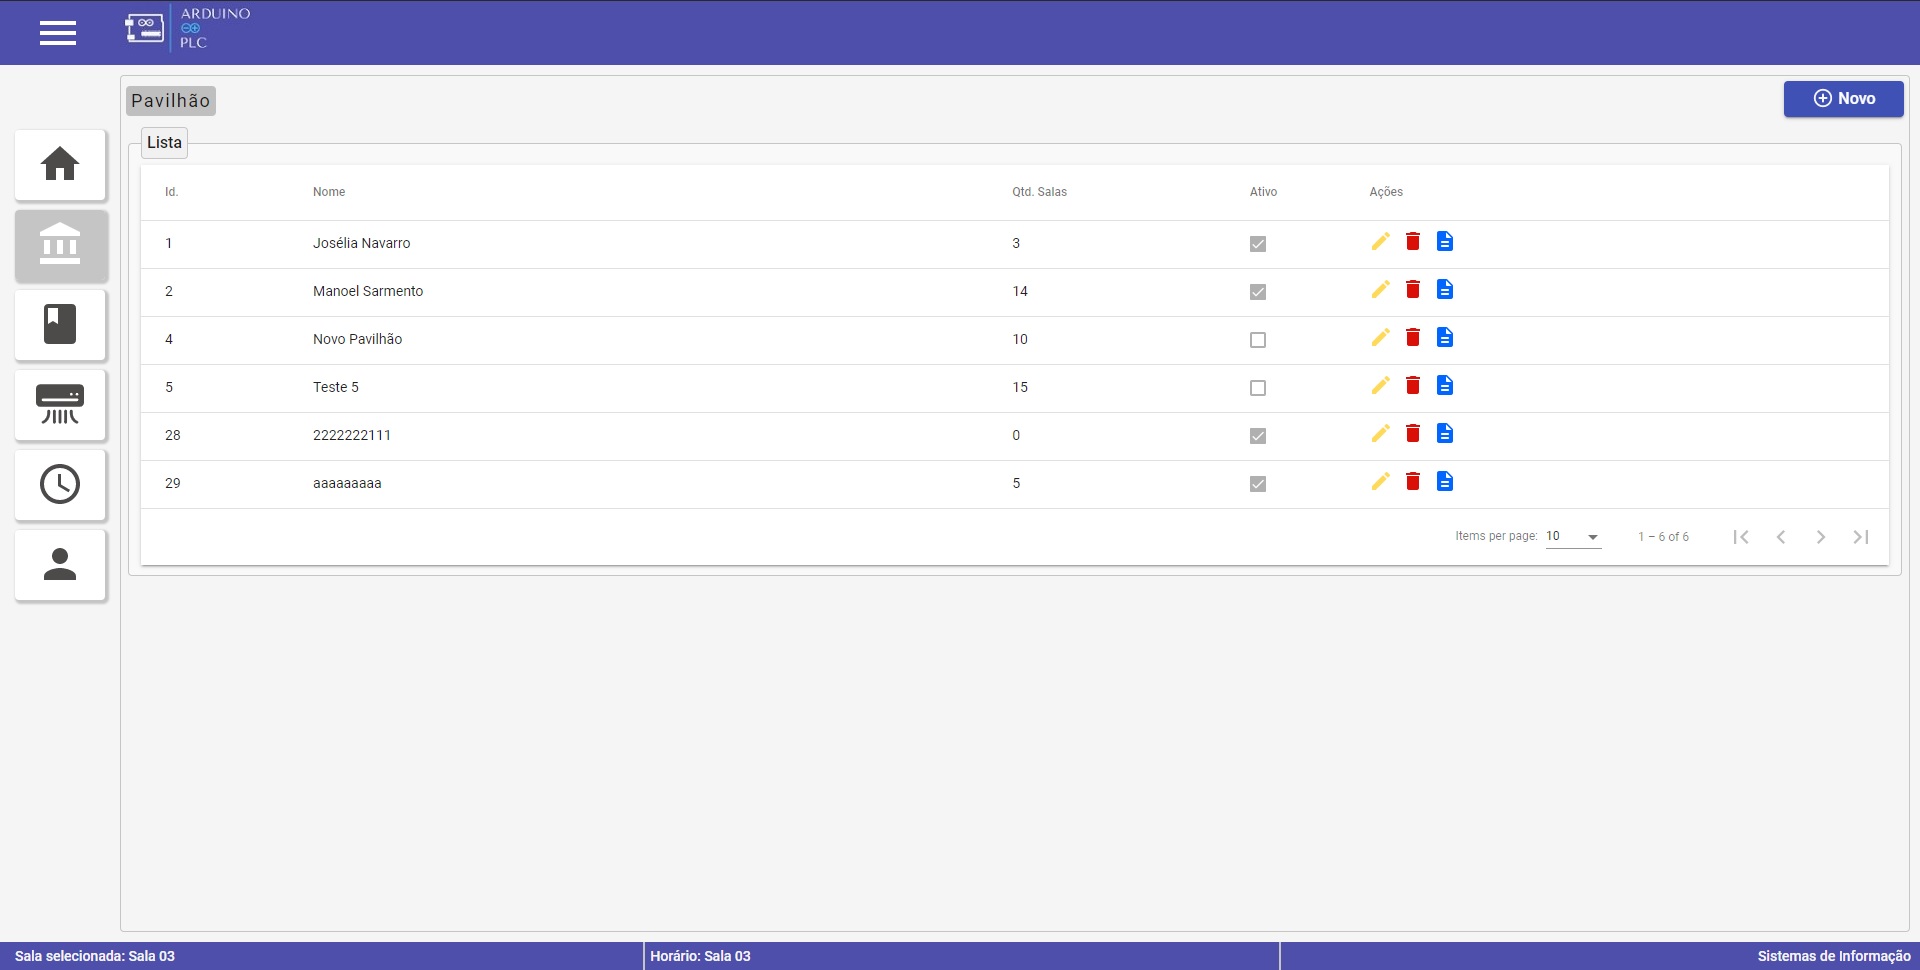 ARDUINO
PLC
Pavilhão
Novo
Lista
Id. Nome Qtd. Salas Ativo Ações
1 Josélia Navarro 3
2 Manoel Sarmento 14
4 Novo Pavilhão 10
5 Teste 5 15
28 2222222111 0
29 aaaaaaaaa 5
Items per page: 10 1 – 6 of 6
Sala selecionada: Sala 03 Horário: Sala 03 Sistemas de Informação